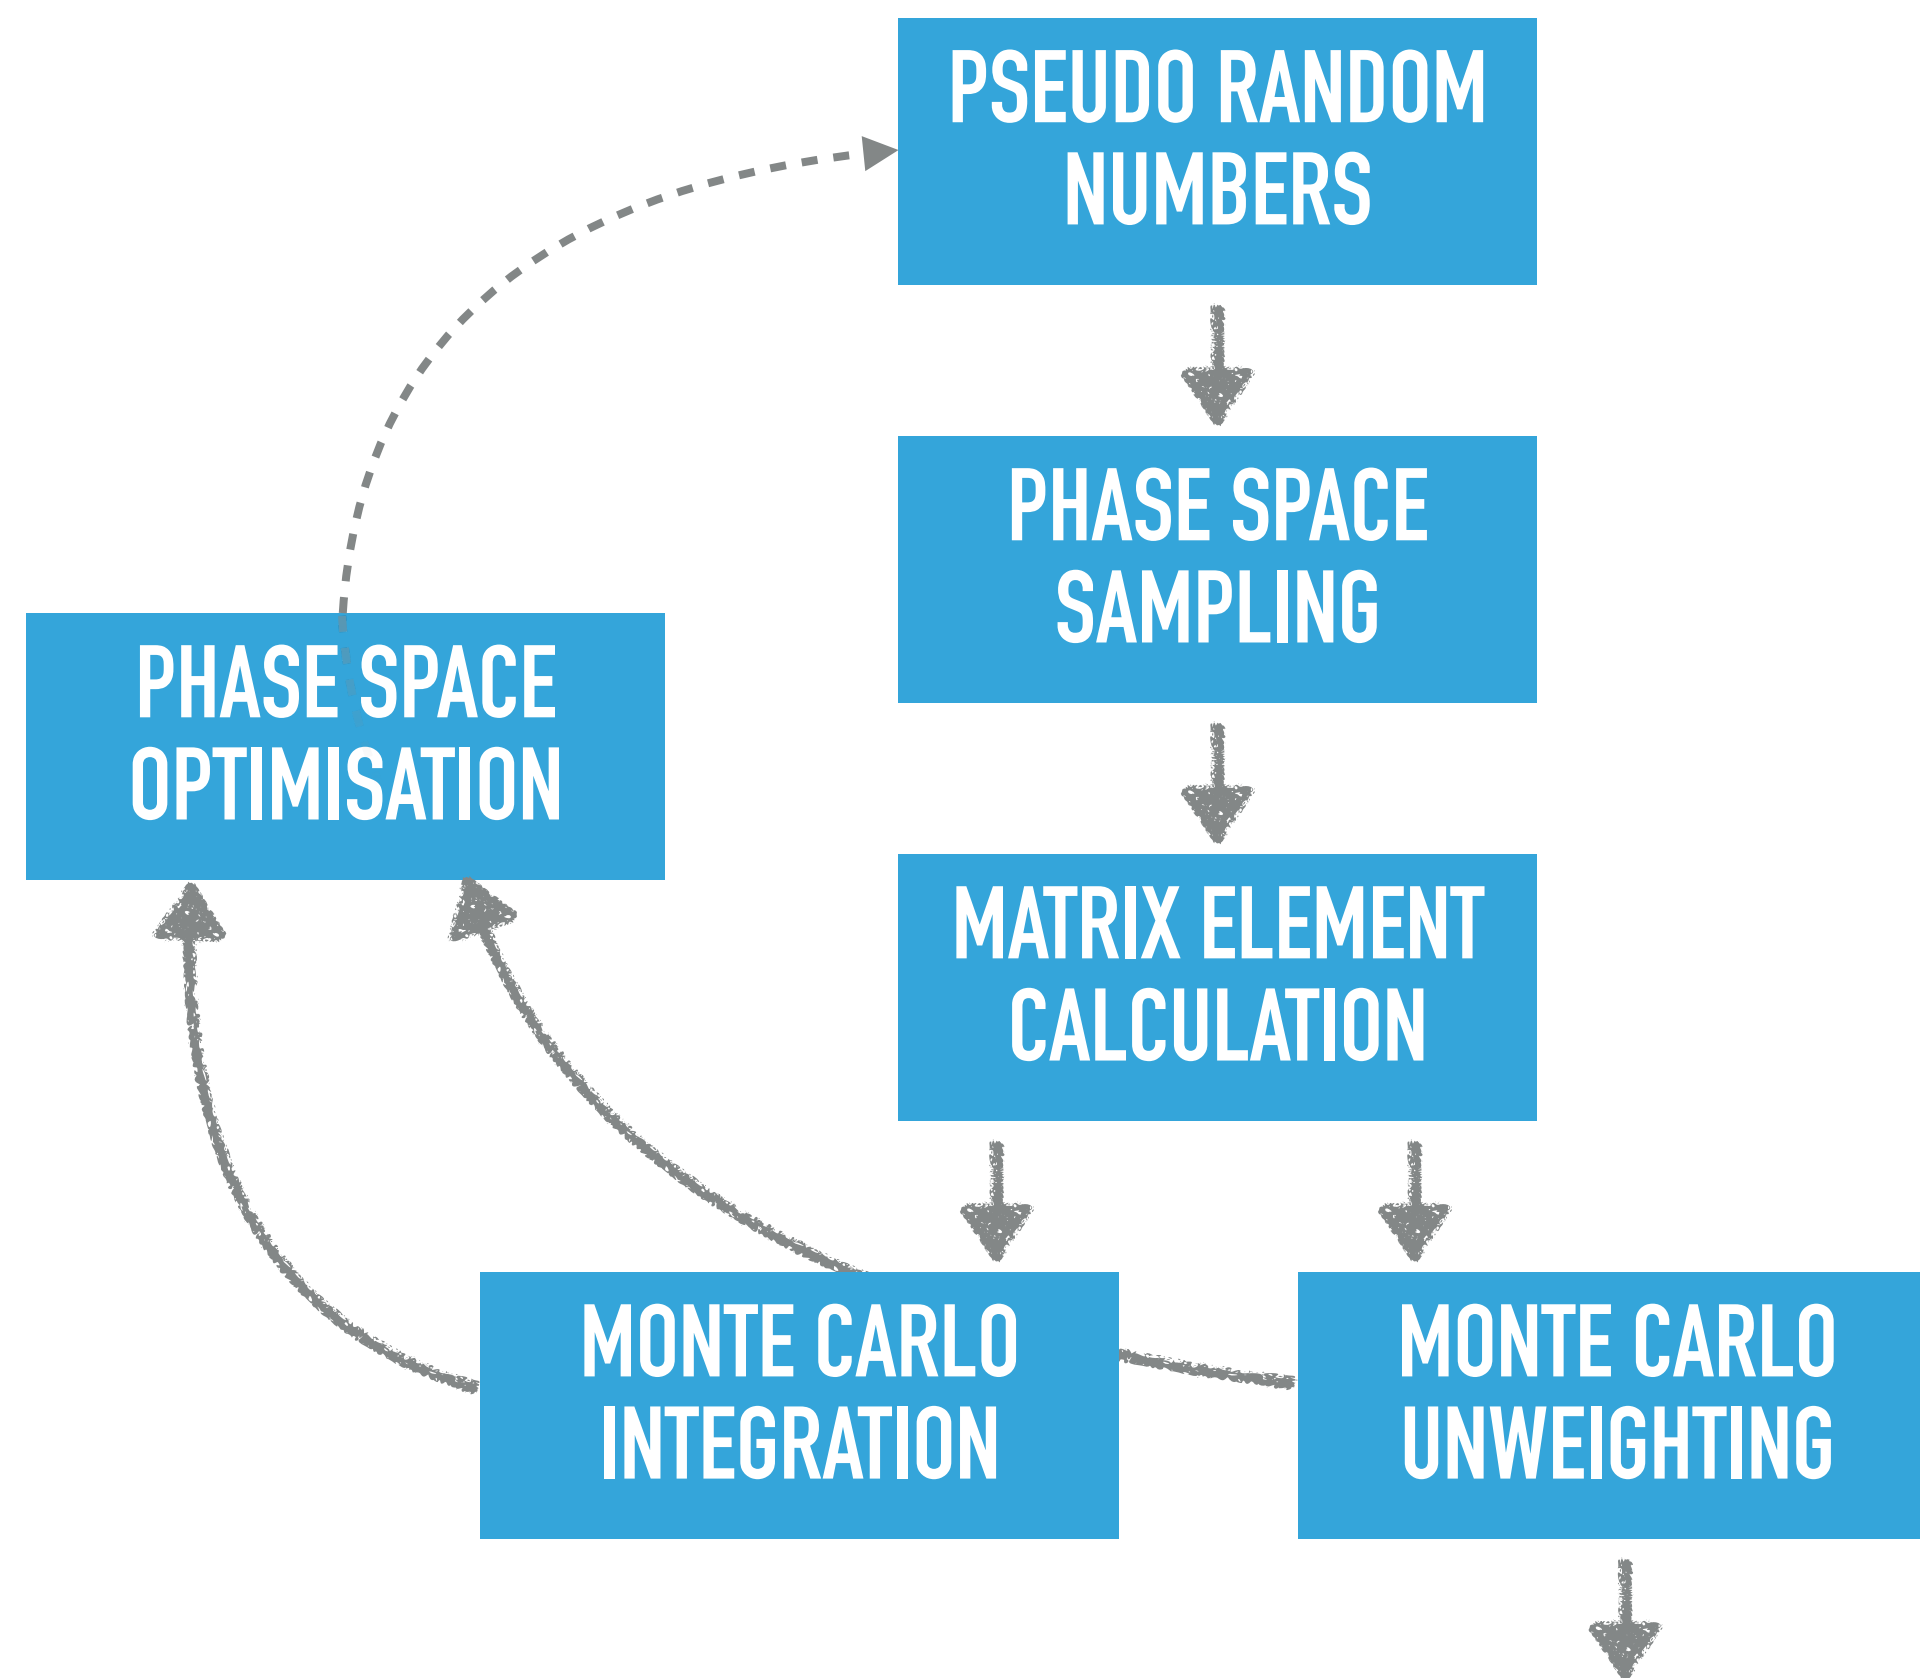 PSEUDO RANDOM
NUMBERS
PHASE SPACE
SAMPLING
PHASE SPACE
OPTIMISATION
MATRIX ELEMENT
CALCULATION
MONTE CARLO
INTEGRATION
MONTE CARLO
UNWEIGHTING